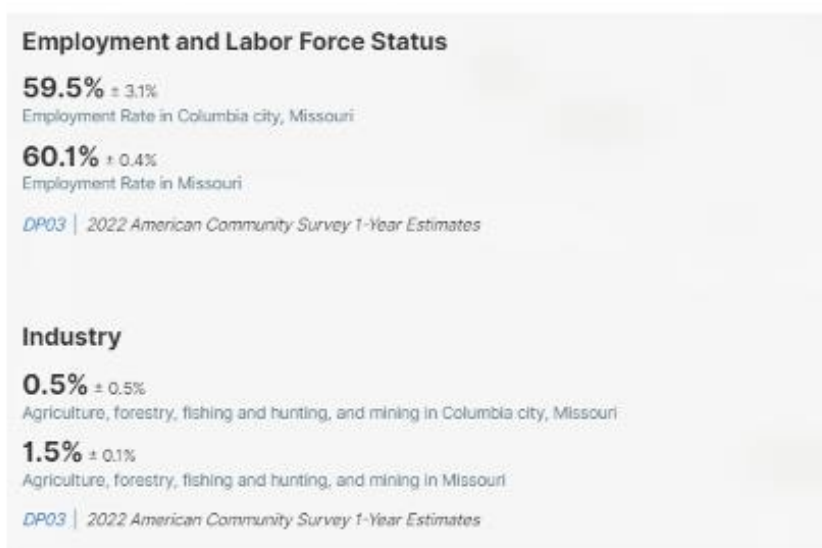 Employment and Labor Force Status
59.5% ± 3.1%
Employment Rate in Columbia city, Missouri
60.1% ± 0.4%
Employment Rate in Missouri
DP03 | 2022 American Community Survey 1-Year Estimates
Industry
0.5% ± 0.5%
Agriculture, forestry, fishing and hunting, and mining in Columbia city, Missouri
1.5% ± 0.1%
Agriculture, forestry, fishing and hunting, and mining in Missouri
DP03 | 2022 American Community Survey 1-Year Estimates